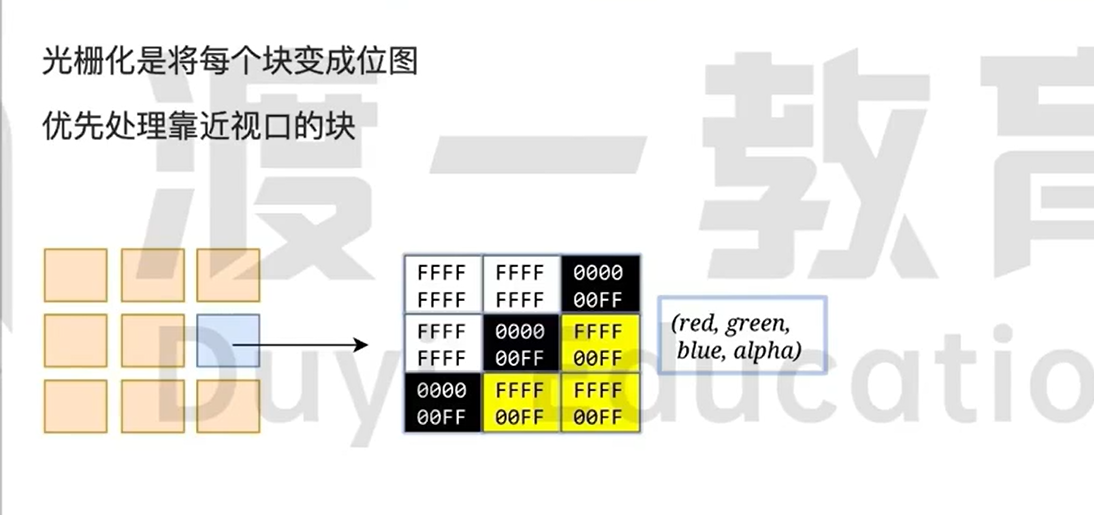 光栅化是将每个块变成位图
优先处理靠近视口的块
渡一教育
FFFF FFFF 0000
FFFF FFFF 00FF
FFFF 0000 FFFF
FFFF 00FF 00FF
0000 FFFF FFFF
00FF 00FF 00FF
(red, green,
blue, alpha)
Duyi Educatio